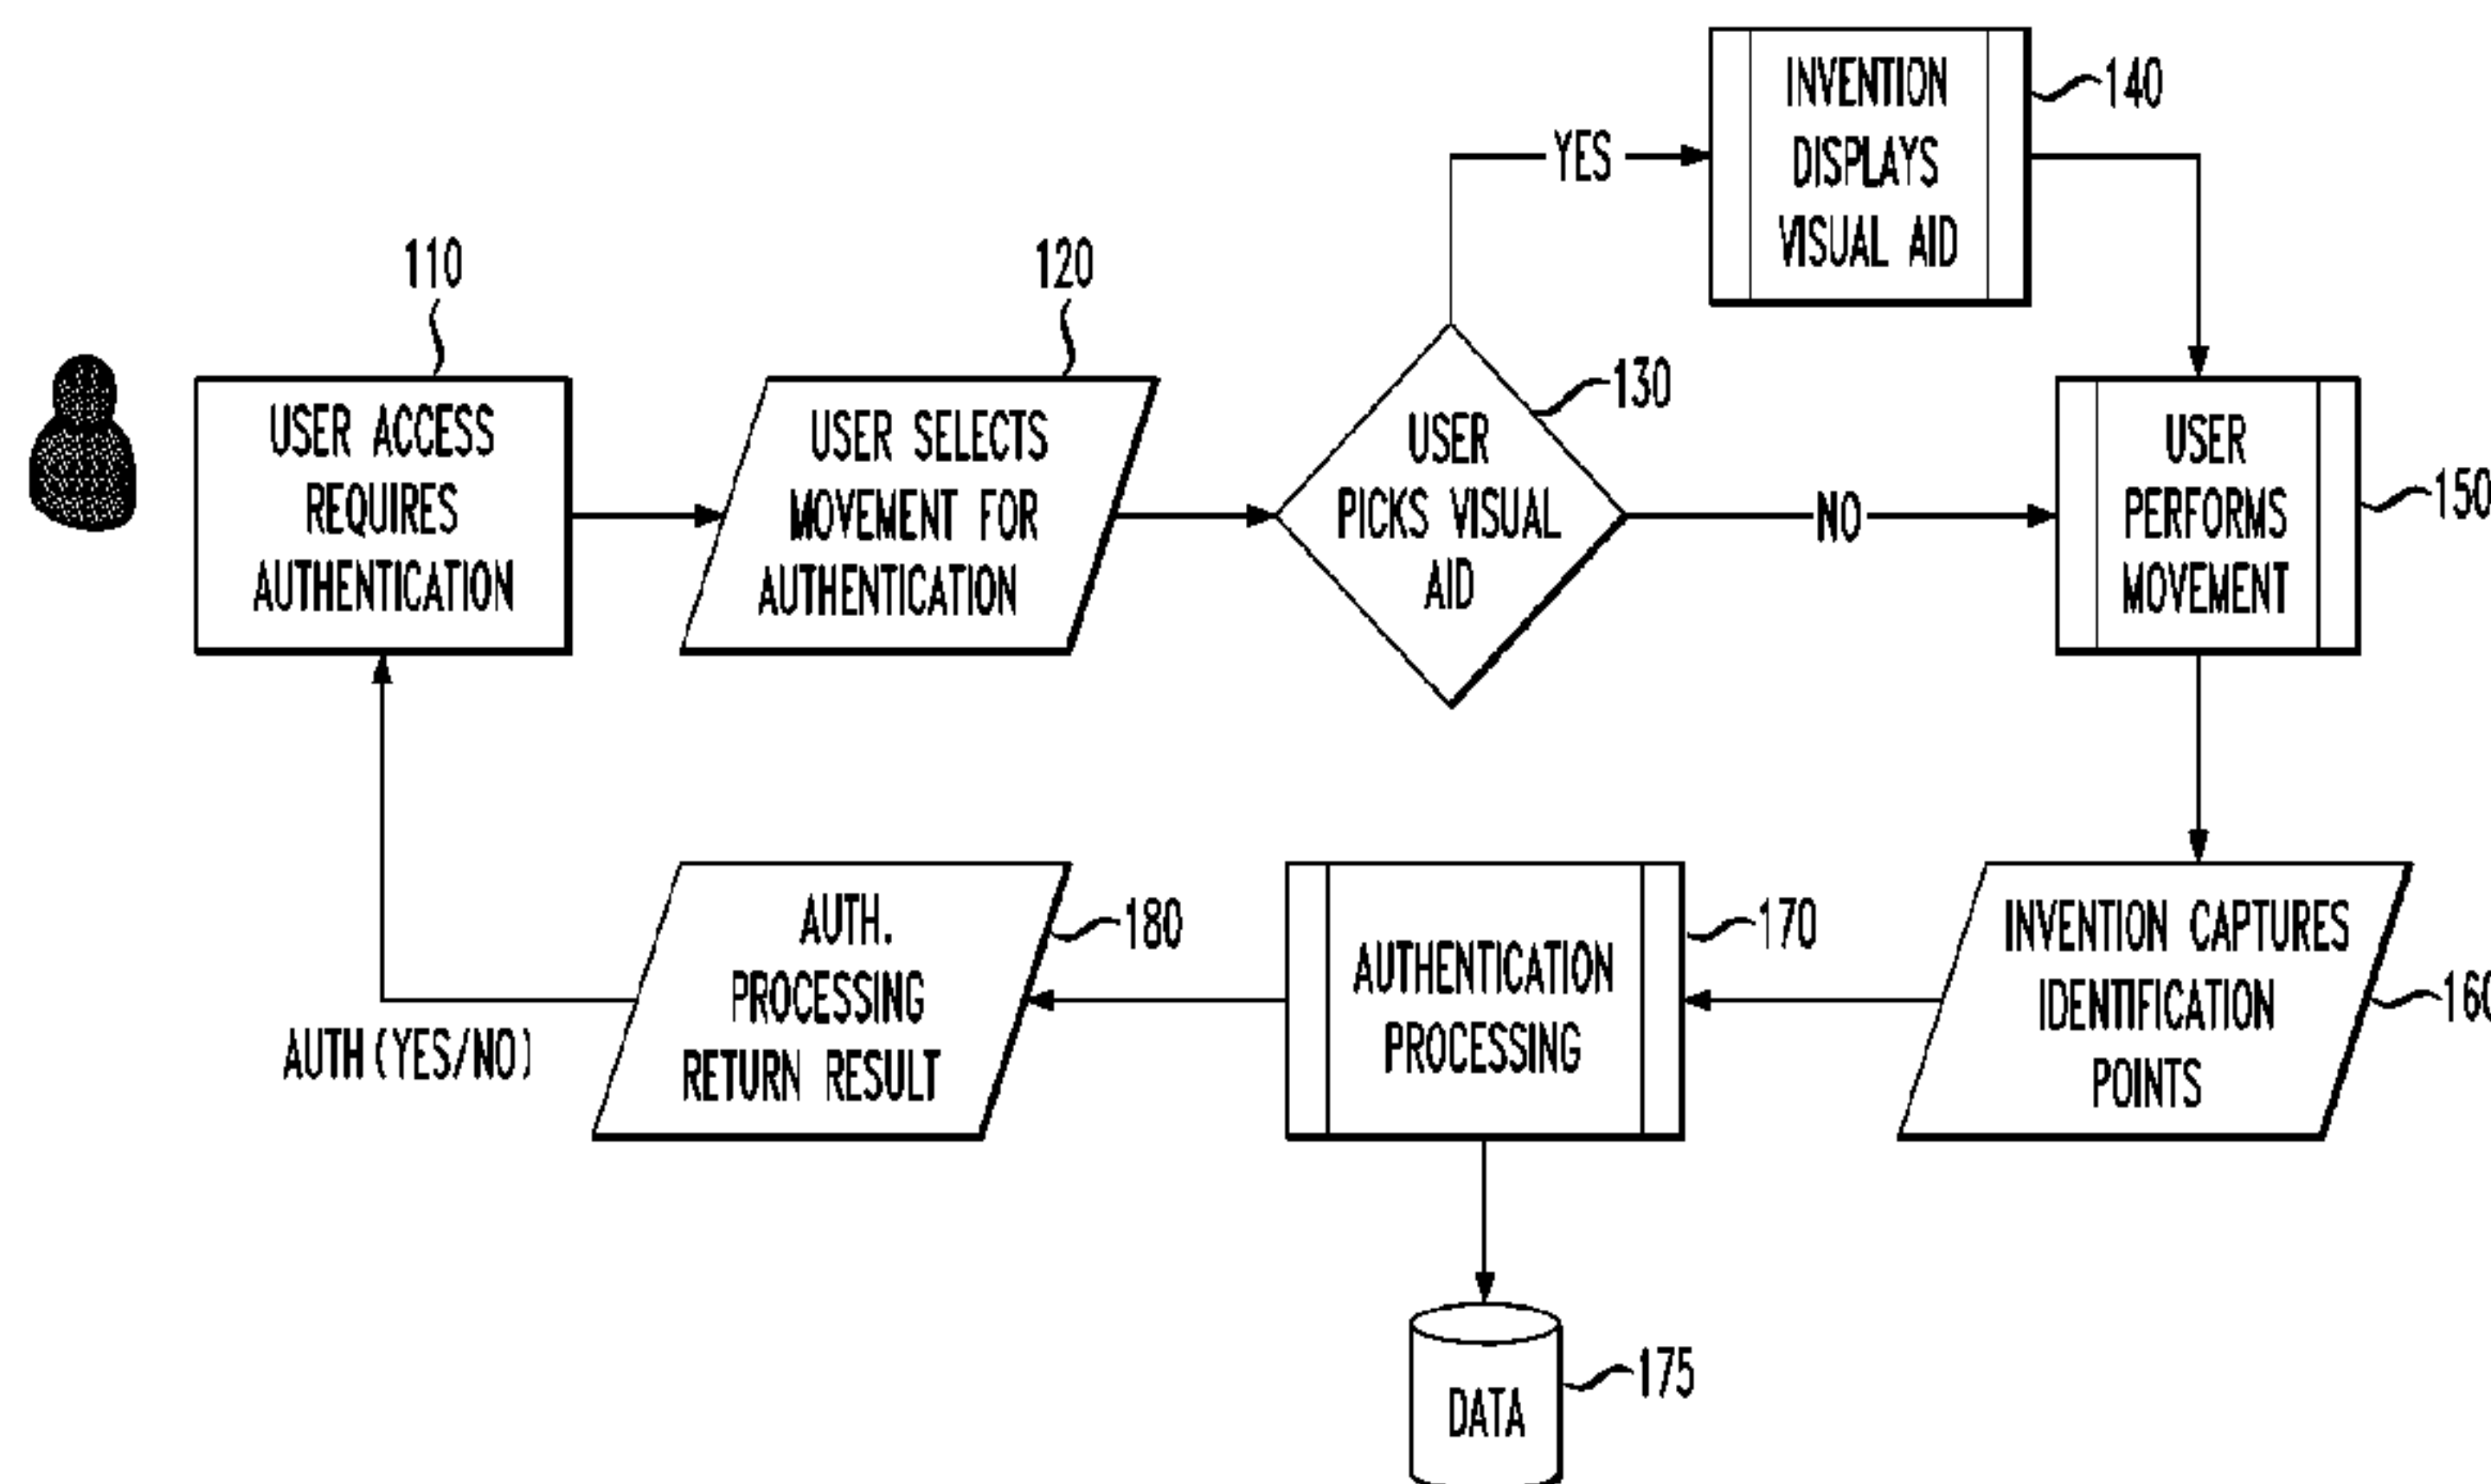 110
USER ACCESS
REQUIRES
AUTHENTICATION
120
USER SELECTS
MOVEMENT FOR
AUTHENTICATION
130
USER
PICKS VISUAL
AID
YES
NO
140
INVENTION
DISPLAYS
VISUAL AID
150
USER
PERFORMS
MOVEMENT
160
INVENTION CAPTURES
IDENTIFICATION
POINTS
170
AUTHENTICATION
PROCESSING
175
DATA
180
AUTH.
PROCESSING
RETURN RESULT
AUTH(YES/NO)